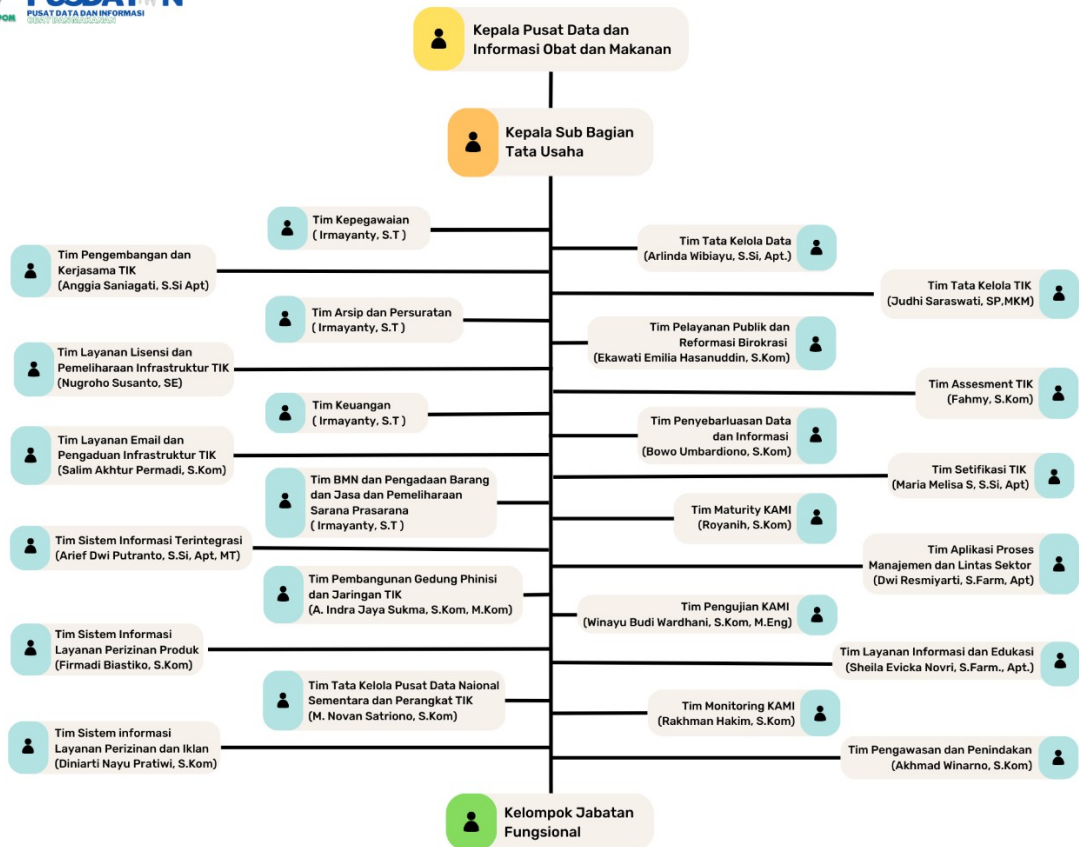 PUSDATIN
PUSAT DATA DAN INFORMASI
OBAT DAN MAKANAN
POM
Kepala Pusat Data dan
Informasi Obat dan Makanan
Kepala Sub Bagian
Tata Usaha
Tim Kepegawaian
( Irmayanty, S.T )
Tim Tata Kelola Data
(Arlinda Wibiayu, S.Si, Apt.)
Tim Pengembangan dan
Kerjasama TIK
(Anggia Saniagati, S.Si Apt)
Tim Tata Kelola TIK
(Judhi Saraswati, SP,MKM)
Tim Arsip dan Persuratan
( Irmayanty, S.T )
Tim Pelayanan Publik dan
Reformasi Birokrasi
(Ekawati Emilia Hasanuddin, S.Kom)
Tim Layanan Lisensi dan
Pemeliharaan Infrastruktur TIK
(Nugroho Susanto, SE)
Tim Assesment TIK
(Fahmy, S.Kom)
Tim Keuangan
( Irmayanty, S.T )
Tim Penyebarluasan Data
dan Informasi
(Bowo Umbardiono, S.Kom)
Tim Layanan Email dan
Pengaduan Infrastruktur TIK
(Salim Akhtur Permadi, S.Kom)
Tim Setifikasi TIK
(Maria Melisa S, S.Si, Apt)
Tim BMN dan Pengadaan Barang
dan Jasa dan Pemeliharaan
Sarana Prasarana
( Irmayanty, S.T )
Tim Maturity KAMI
(Royanih, S.Kom)
Tim Sistem Informasi Terintegrasi
(Arief Dwi Putranto, S.Si, Apt, MT)
Tim Aplikasi Proses
Manajemen dan Lintas Sektor
(Dwi Resmiyarti, S.Farm, Apt)
Tim Pembangunan Gedung Phinisi
dan Jaringan TIK
(A. Indra Jaya Sukma, S.Kom, M.Kom)
Tim Pengujian KAMI
(Winayu Budi Wardhani, S.Kom, M.Eng)
Tim Sistem Informasi
Layanan Perizinan Produk
(Firmadi Biastiko, S.Kom)
Tim Layanan Informasi dan Edukasi
(Sheila Evicka Novri, S.Farm., Apt.)
Tim Tata Kelola Pusat Data Naional
Sementara dan Perangkat TIK
(M. Novan Satriono, S.Kom)
Tim Monitoring KAMI
(Rakhman Hakim, S.Kom)
Tim Sistem informasi
Layanan Perizinan dan Iklan
(Diniarti Nayu Pratiwi, S.Kom)
Tim Pengawasan dan Penindakan
(Akhmad Winarno, S.Kom)
Kelompok Jabatan
Fungsional